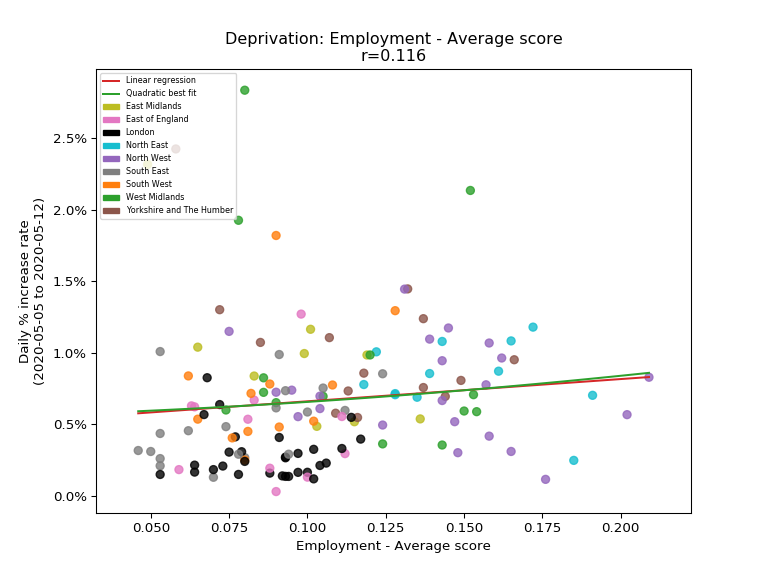 Deprivation: Employment - Average score
r=0.116
Linear regression
Quadratic best fit
East Midlands
East of England
London
North East
North West
South East
South West
West Midlands
Yorkshire and The Humber
2.5%
2.0%
1.5%
1.0%
0.5%
0.0%
Daily % increase rate
(2020-05-05 to 2020-05-12)
0.050
0.075
0.100
0.125
0.150
0.175
0.200
Employment - Average score